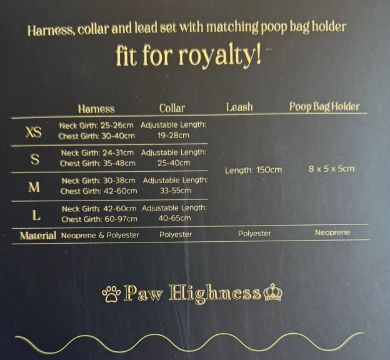 Harness, collar and lead set with matching poop bag holder
fit for royalty!
Harness Collar Leash Poop Bag Holder
XS Neck Girth: 25-26cm Adjustable Length:
Chest Girth: 30-40cm 19-28cm
S Neck Girth: 24-31cm Adjustable Length:
Chest Girth: 35-48cm 25-40cm
Length: 150cm 8 x 5 x 5cm
M Neck Girth: 30-38cm Adjustable Length:
Chest Girth: 42-60cm 33-55cm
L Neck Girth: 42-60cm Adjustable Length:
Chest Girth: 60-97cm 40-65cm
Material Neoprene & Polyester Polyester Polyester Neoprene
Paw Highness